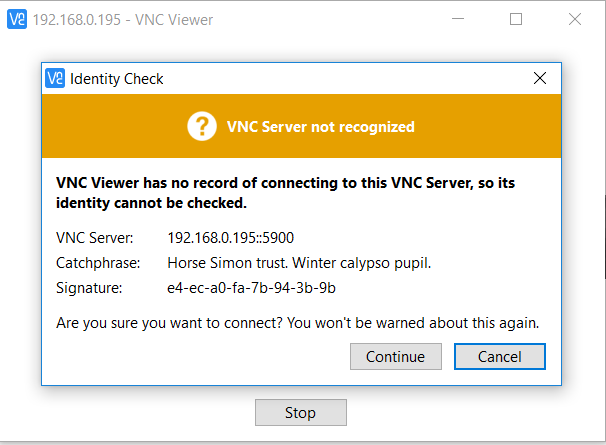 192.168.0.195 - VNC Viewer
Identity Check
VNC Server not recognized
VNC Viewer has no record of connecting to this VNC Server, so its
identity cannot be checked.
VNC Server: 192.168.0.195::5900
Catchphrase: Horse Simon trust. Winter calypso pupil.
Signature: e4-ec-a0-fa-7b-94-3b-9b
Are you sure you want to connect? You won't be warned about this again.
Continue Cancel
Stop